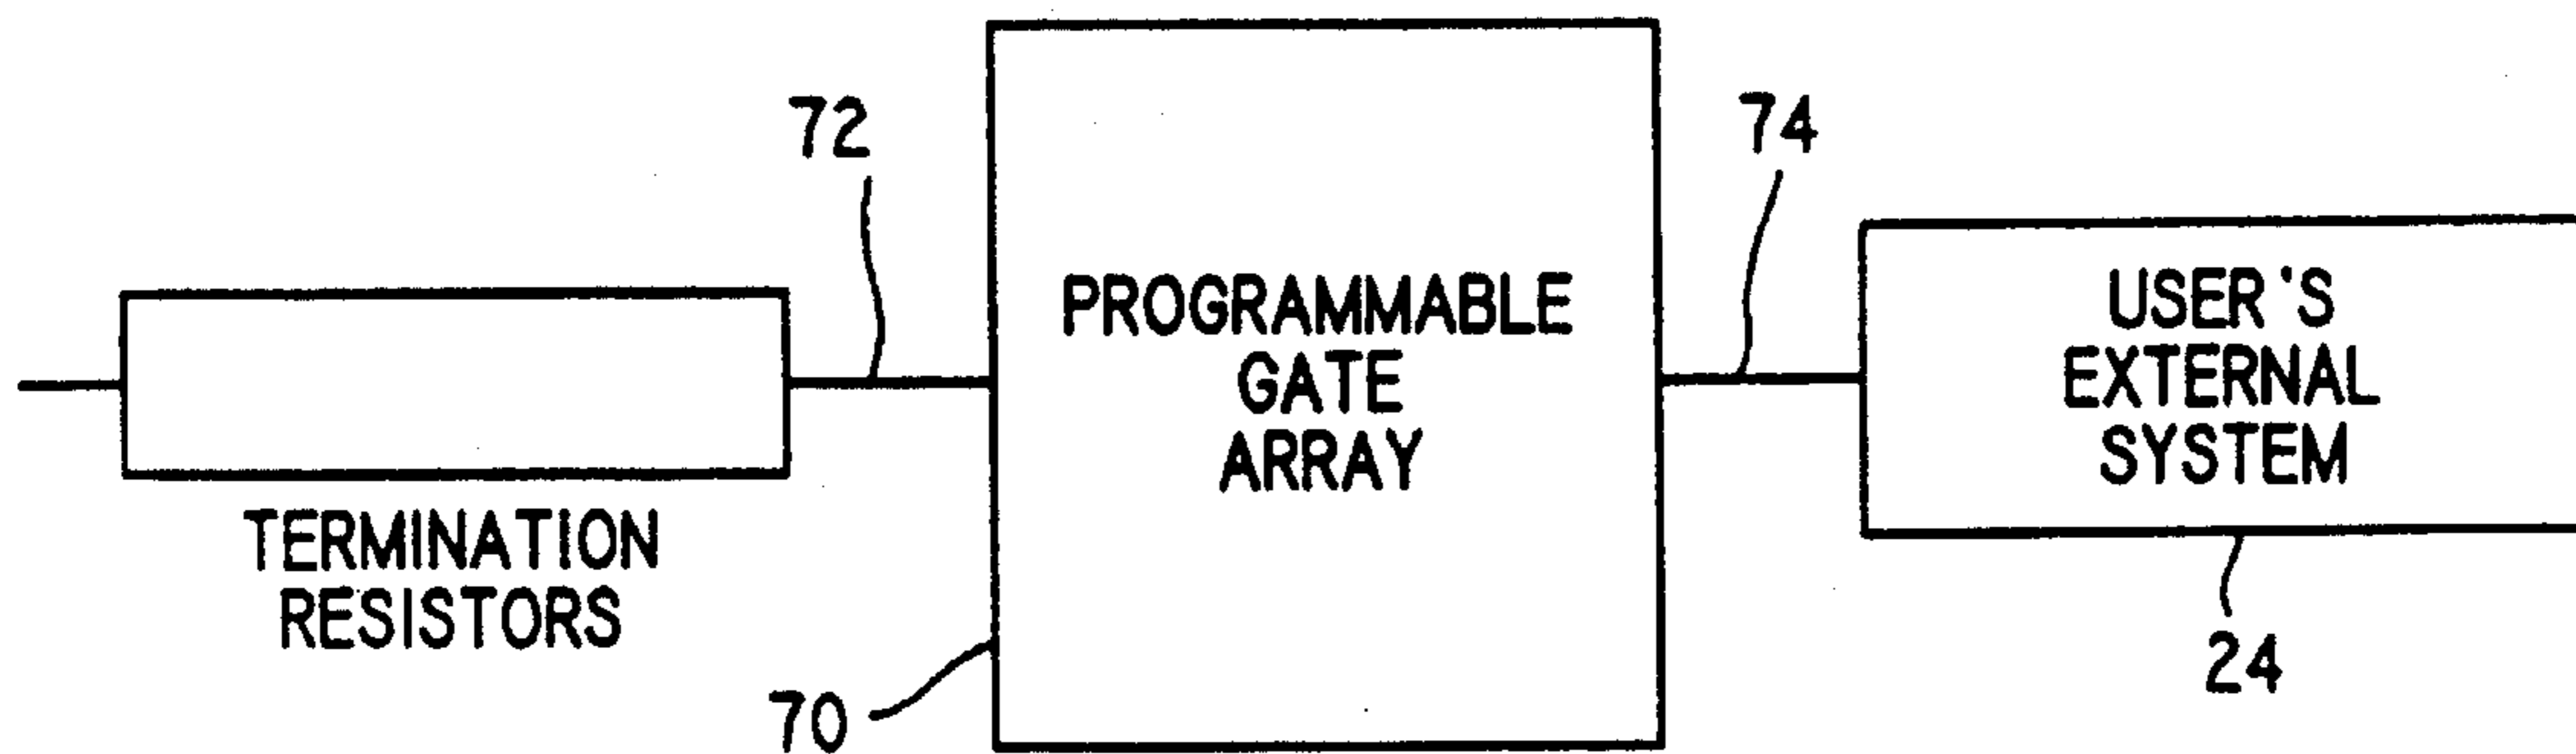 72
74
PROGRAMMABLE
GATE
ARRAY
USER'S
EXTERNAL
SYSTEM
TERMINATION
RESISTORS
70
24